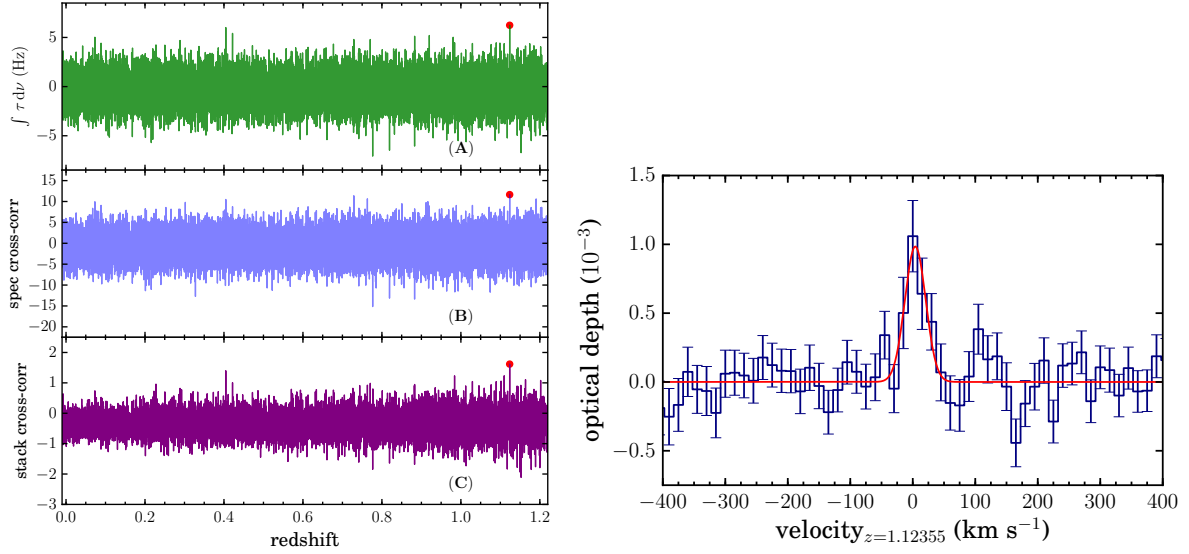 5
0
−5
∫ τ dν (Hz)
(A)
15
10
5
0
−5
−10
−15
−20
spec cross-corr
(B)
2
1
0
−1
−2
−3
stack cross-corr
(C)
0.0 0.2 0.4 0.6 0.8 1.0 1.2
redshift
1.5
1.0
0.5
0.0
−0.5
optical depth (10⁻³)
−400 −300 −200 −100 0 100 200 300 400
velocity_{z=1.12355} (km s⁻¹)